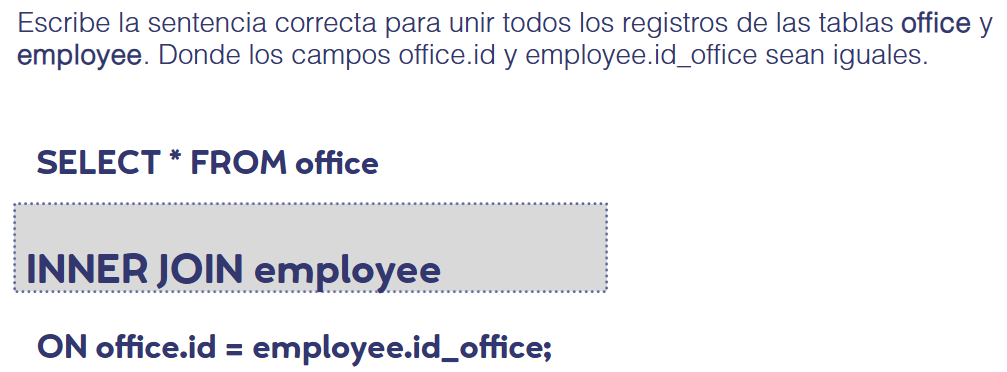 Escribe la sentencia correcta para unir todos los registros de las tablas office y
employee. Donde los campos office.id y employee.id_office sean iguales.
SELECT * FROM office
INNER JOIN employee
ON office.id = employee.id_office;